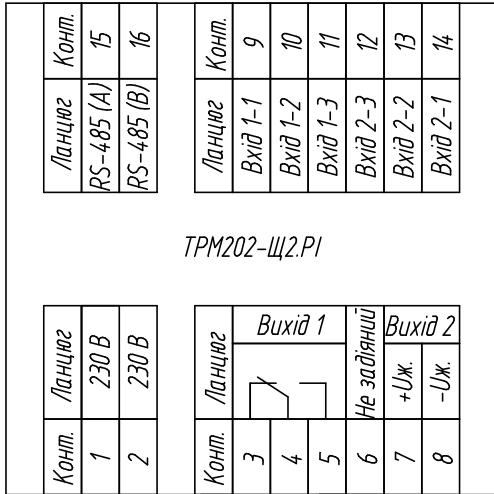 Конт. 15 16
Ланцюг RS-485 (A) RS-485 (B)
Конт. 9 10 11 12 13 14
Ланцюг Вхід 1-1 Вхід 1-2 Вхід 1-3 Вхід 2-3 Вхід 2-2 Вхід 2-1
ТРМ202-Щ2.РІ
Ланцюг 230 В 230 В
Конт. 1 2
Ланцюг Вихід 1 Не задіяний Вихід 2
+Uж. -Uж.
Конт. 3 4 5 6 7 8